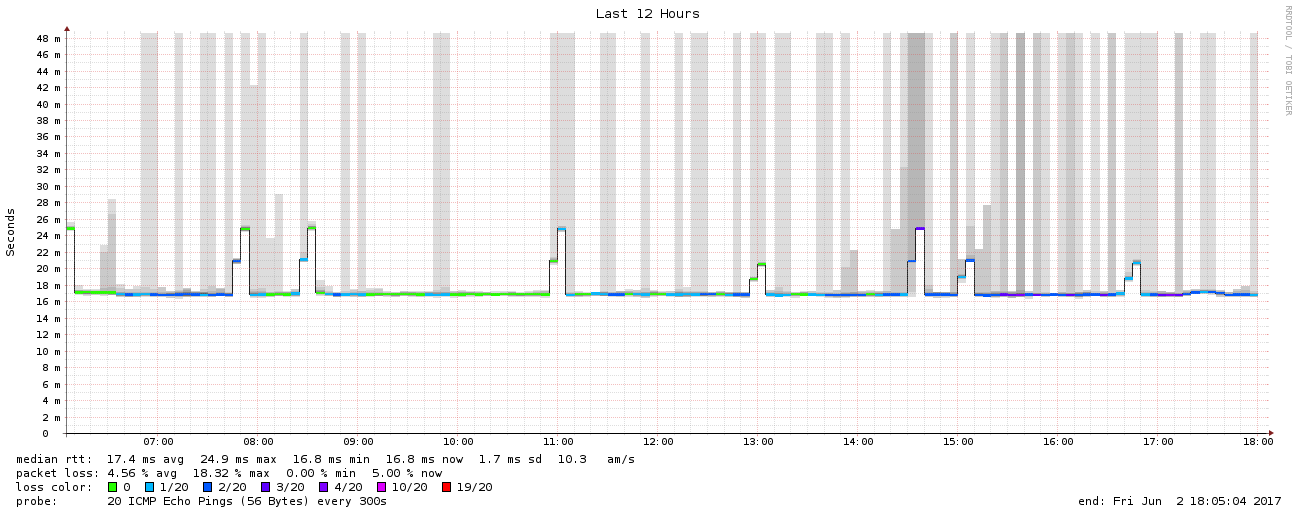 Last 12 Hours
RRDTOOL / TOBI OETIKER
Seconds
48 m
46 m
44 m
42 m
40 m
38 m
36 m
34 m
32 m
30 m
28 m
26 m
24 m
22 m
20 m
18 m
16 m
14 m
12 m
10 m
8 m
6 m
4 m
2 m
0
07:00 08:00 09:00 10:00 11:00 12:00 13:00 14:00 15:00 16:00 17:00 18:00
median rtt: 17.4 ms avg 24.9 ms max 16.8 ms min 16.8 ms now 1.7 ms sd 10.3 am/s
packet loss: 4.56 % avg 18.32 % max 0.00 % min 5.00 % now
loss color: 0 1/20 2/20 3/20 4/20 10/20 19/20
probe: 20 ICMP Echo Pings (56 Bytes) every 300s end: Fri Jun 2 18:05:04 2017